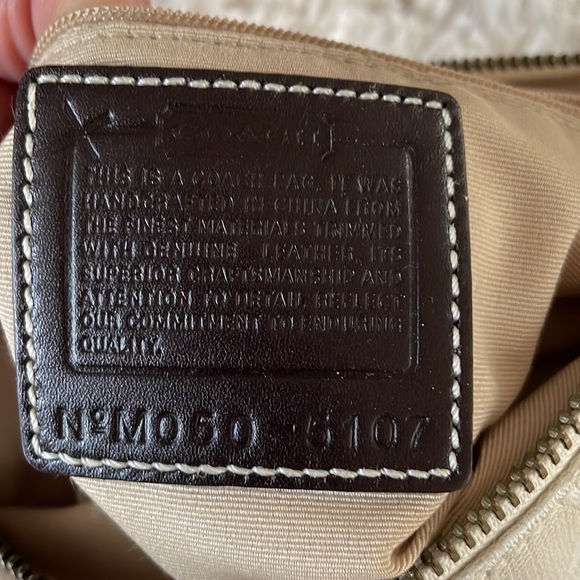 COACH
THIS IS A COACH BAG. IT WAS
HANDCRAFTED IN CHINA FROM
THE FINEST MATERIALS TRIMMED
WITH GENUINE LEATHER. ITS
SUPERIOR CRAFTSMANSHIP AND
ATTENTION TO DETAIL REFLECT
OUR COMMITMENT TO ENDURING
QUALITY.
NºM050-5107